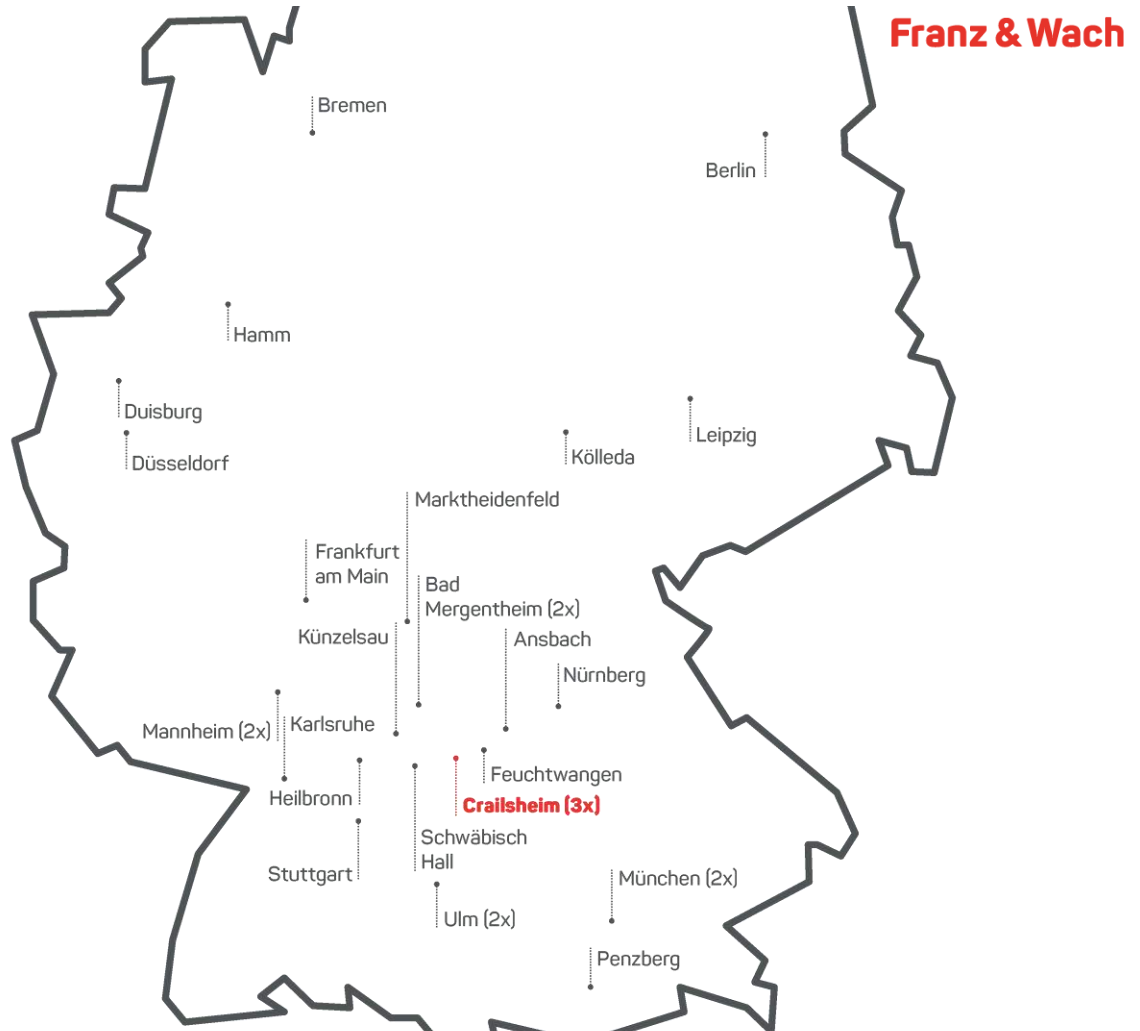 Franz & Wach
Bremen
Berlin
Hamm
Duisburg
Leipzig
Düsseldorf
Kölleda
Marktheidenfeld
Frankfurt
am Main
Bad
Mergentheim (2x)
Künzelsau
Ansbach
Nürnberg
Mannheim (2x)
Karlsruhe
Feuchtwangen
Heilbronn
Crailsheim (3x)
Schwäbisch
Hall
Stuttgart
München (2x)
Ulm (2x)
Penzberg